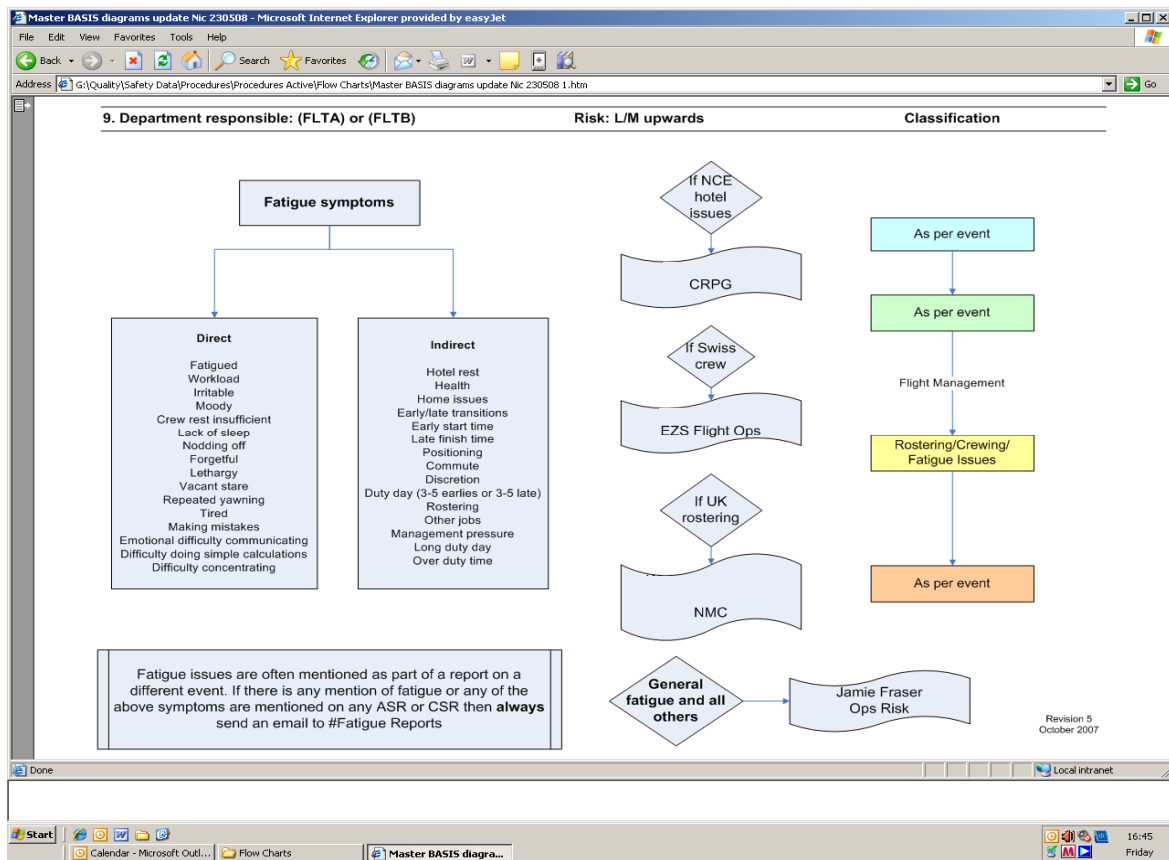 Master BASIS diagrams update Nic 230508 - Microsoft Internet Explorer provided by easyJet
File Edit View Favorites Tools Help
Back Search Favorites
Address G:\Quality\Safety Data\Procedures\Procedures Active\Flow Charts\Master BASIS diagrams update Nic 230508 1.htm Go
9. Department responsible: (FLTA) or (FLTB) Risk: L/M upwards Classification
Fatigue symptoms
Direct
Fatigued
Workload
Irritable
Moody
Crew rest insufficient
Lack of sleep
Nodding off
Forgetful
Lethargy
Vacant stare
Repeated yawning
Tired
Making mistakes
Emotional difficulty communicating
Difficulty doing simple calculations
Difficulty concentrating
Indirect
Hotel rest
Health
Home issues
Early/late transitions
Early start time
Late finish time
Positioning
Commute
Discretion
Duty day (3-5 earlies or 3-5 late)
Rostering
Other jobs
Management pressure
Long duty day
Over duty time
If NCE
hotel
issues
CRPG
If Swiss
crew
EZS Flight Ops
If UK
rostering
NMC
General
fatigue and all
others
Jamie Fraser
Ops Risk
As per event
As per event
Flight Management
Rostering/Crewing/
Fatigue Issues
As per event
Fatigue issues are often mentioned as part of a report on a
different event. If there is any mention of fatigue or any of the
above symptoms are mentioned on any ASR or CSR then always
send an email to #Fatigue Reports
Revision 5
October 2007
Done Local intranet
Start 16:45
Calendar - Microsoft Outl... Flow Charts Master BASIS diagra... Friday